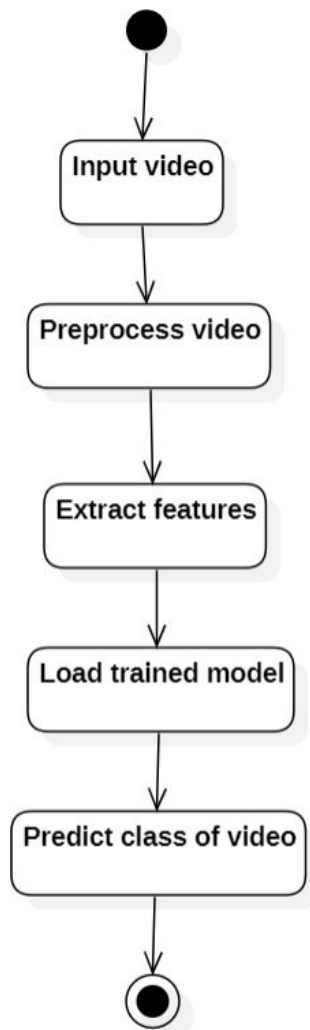 Input video
Preprocess video
Extract features
Load trained model
Predict class of video